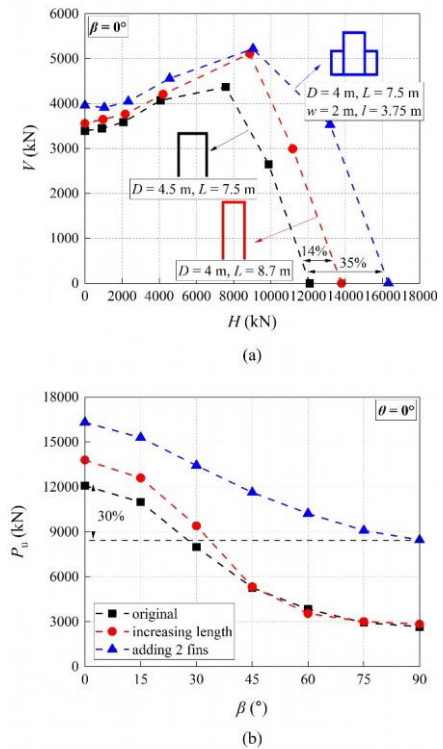 β = 0°
6000
5000
4000
3000
2000
1000
0
V (kN)
D = 4 m, L = 7.5 m
w = 2 m, l = 3.75 m
D = 4.5 m, L = 7.5 m
D = 4 m, L = 8.7 m
14%
35%
0 2000 4000 6000 8000 10000 12000 14000 16000 18000
H (kN)
(a)
θ = 0°
18000
15000
12000
9000
6000
3000
0
Pu (kN)
30%
original
increasing length
adding 2 fins
0 15 30 45 60 75 90
β (°)
(b)